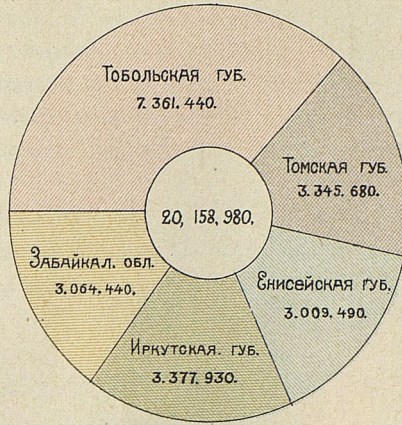 Тобольская губ.
7.361.440.
Томская губ.
3.345.680.
20,158,980.
Забайкал. обл.
3.064.440.
Енисейская губ.
3.009.490.
Иркутская. губ.
3.377.930.